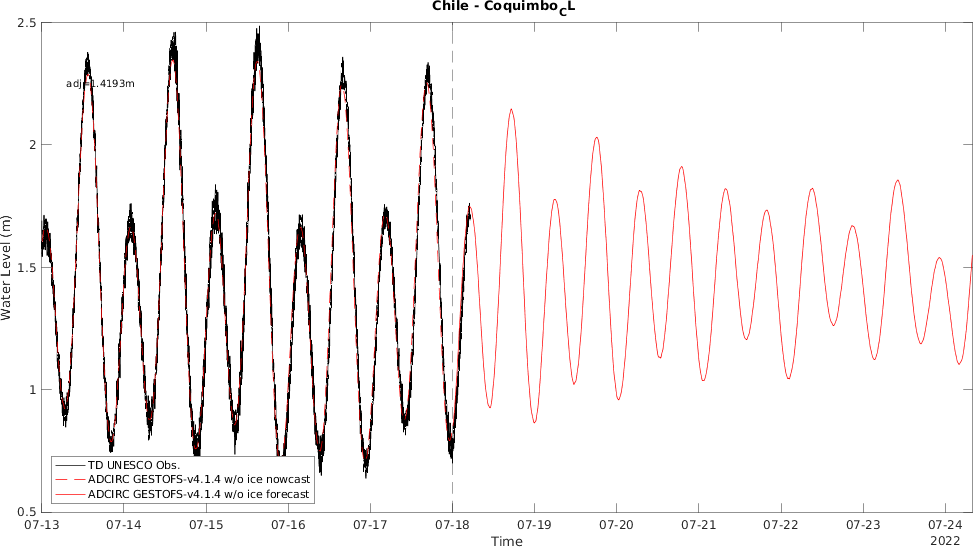 Chile - Coquimbo_CL
adj=1.4193m
Water Level (m)
2.5
2
1.5
1
0.5
TD UNESCO Obs.
ADCIRC GESTOFS-v4.1.4 w/o ice nowcast
ADCIRC GESTOFS-v4.1.4 w/o ice forecast
07-13 07-14 07-15 07-16 07-17 07-18 07-19 07-20 07-21 07-22 07-23 07-24
Time 2022